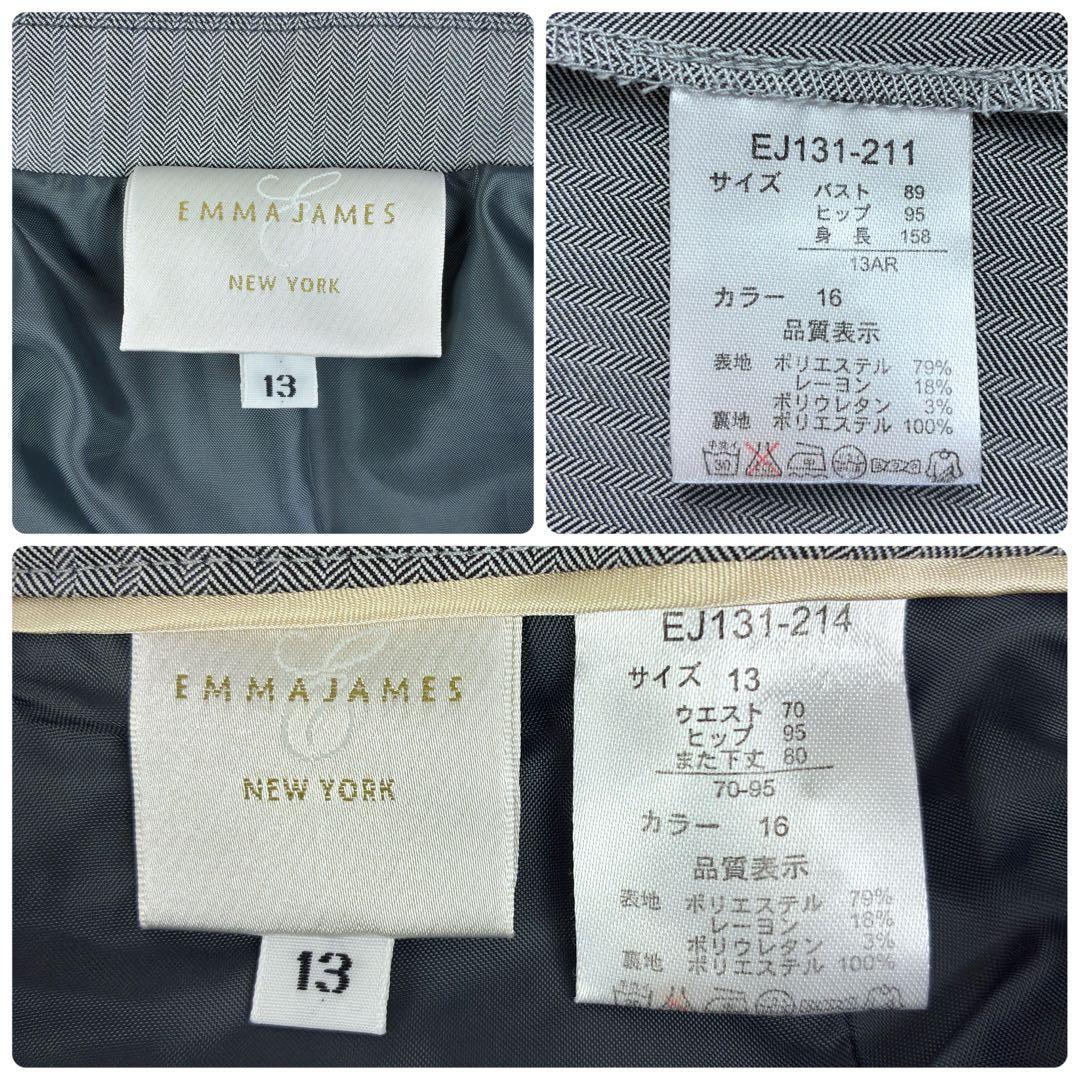 EMMA JAMES
NEW YORK
13
EJ131-211
サイズ バスト 89
ヒップ 95
身 長 158
13AR
カラー 16
品質表示
表地 ポリエステル 79%
レーヨン 18%
ポリウレタン 3%
裏地 ポリエステル 100%
30
EMMA JAMES
NEW YORK
13
EJ131-214
サイズ 13
ウエスト 70
ヒップ 95
また下丈 80
70-95
カラー 16
品質表示
表地 ポリエステル 79%
レーヨン 18%
ポリウレタン 3%
裏地 ポリエステル 100%